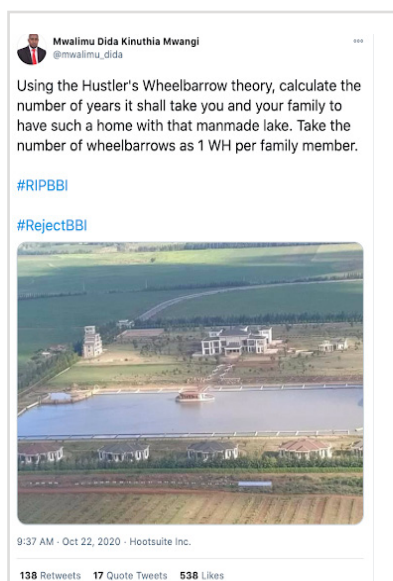 Mwalimu Dida Kinuthia Mwangi
@mwalimu_dida
Using the Hustler's Wheelbarrow theory, calculate the
number of years it shall take you and your family to
have such a home with that manmade lake. Take the
number of wheelbarrows as 1 WH per family member.
#RIPBBI
#RejectBBI
9:37 AM · Oct 22, 2020 · Hootsuite Inc.
138 Retweets 17 Quote Tweets 538 Likes